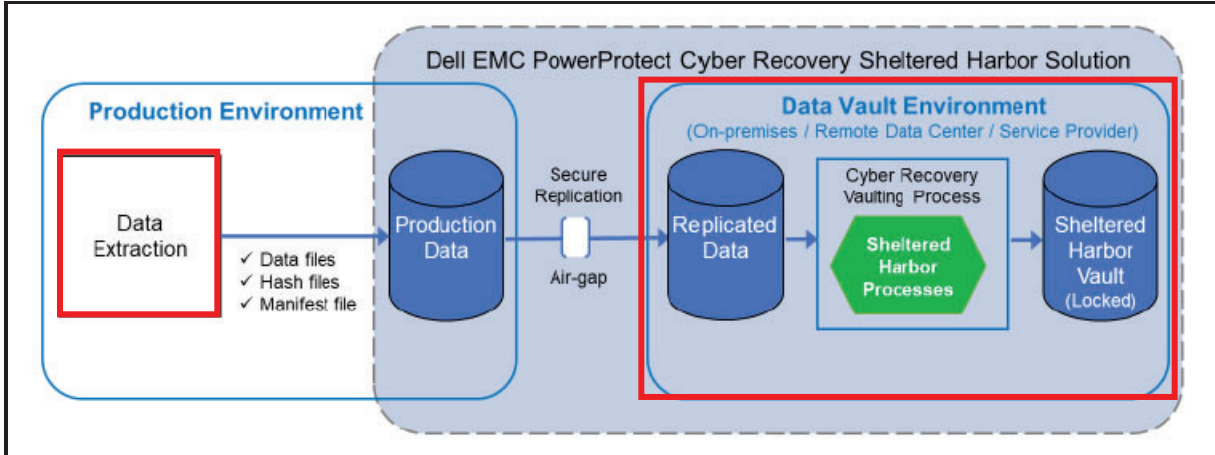 Dell EMC PowerProtect Cyber Recovery Sheltered Harbor Solution
Production Environment
Data
Extraction
✓ Data files
✓ Hash files
✓ Manifest file
Production
Data
Secure
Replication
Air-gap
Data Vault Environment
(On-premises / Remote Data Center / Service Provider)
Replicated
Data
Cyber Recovery
Vaulting Process
Sheltered
Harbor
Processes
Sheltered
Harbor
Vault
(Locked)